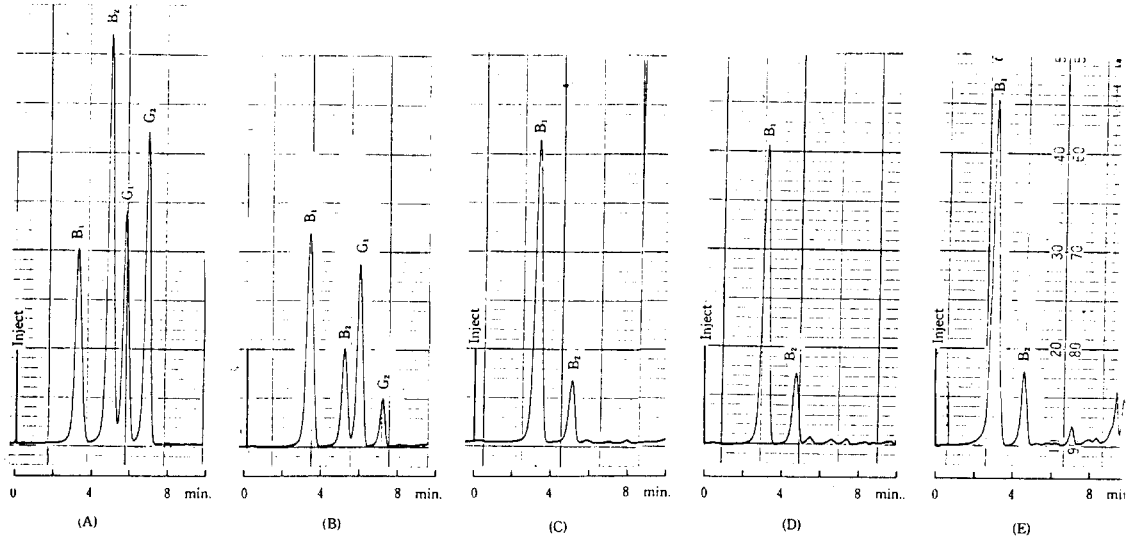 B₁ B₂ G₁ G₂
Inject
0 4 8 min.
(A)
B₁ B₂ G₁ G₂
0 4 8 min.
(B)
Inject
B₁ B₂
0 4 8 min.
(C)
Inject
B₁ B₂
0 4 8 min..
(D)
Inject
B₁ B₂
40 60
30 70
20 80
0 4 8 min
(E)